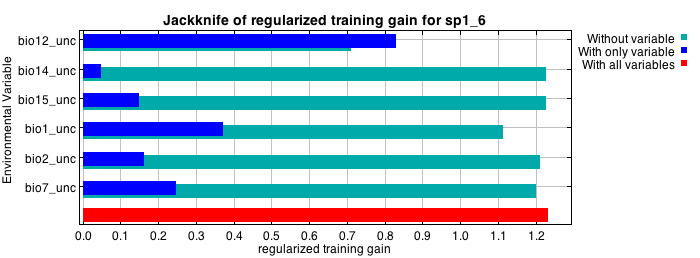 Jackknife of regularized training gain for sp1_6
Environmental Variable
bio12_unc
bio14_unc
bio15_unc
bio1_unc
bio2_unc
bio7_unc
0.0 0.1 0.2 0.3 0.4 0.5 0.6 0.7 0.8 0.9 1.0 1.1 1.2
regularized training gain
Without variable
With only variable
With all variables